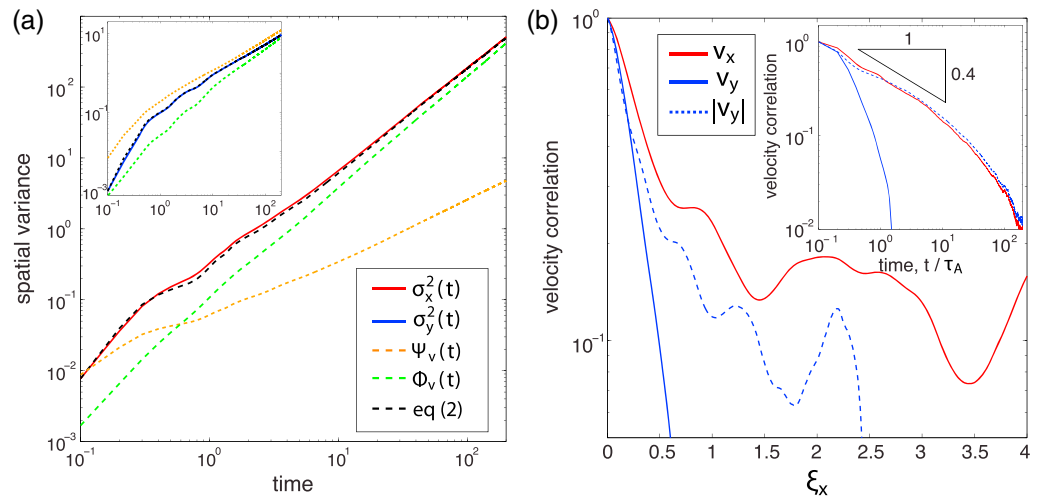 (a)
10^1
10^-1
10^-3
10^-1
10^0
10^1
10^2
10^2
10^1
10^0
10^-1
10^-2
10^-3
10^-1
10^0
10^1
10^2
spatial variance
time
σ_x^2(t)
σ_y^2(t)
Ψ_v(t)
Φ_v(t)
eq (2)
(b)
10^0
10^-1
velocity correlation
v_x
v_y
|v_y|
10^0
10^-1
10^-2
velocity correlation
1
0.4
10^-1
10^0
10^1
10^2
time, t / τ_A
0
0.5
1
1.5
2
2.5
3
3.5
4
ξ_x